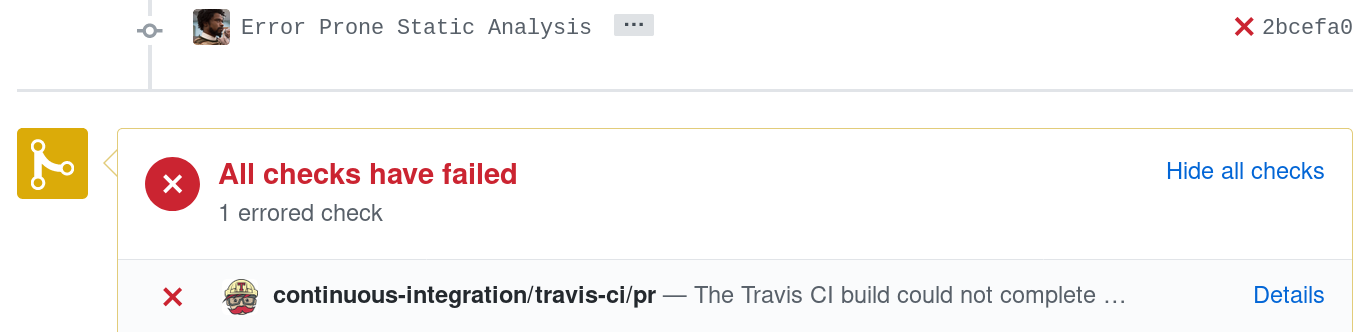 Error Prone Static Analysis ... 2bcefa0
All checks have failed Hide all checks
1 errored check
continuous-integration/travis-ci/pr — The Travis CI build could not complete … Details